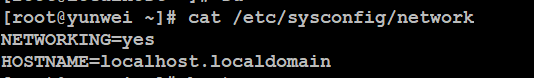 [root@yunwei ~]# cat /etc/sysconfig/network
NETWORKING=yes
HOSTNAME=localhost.localdomain